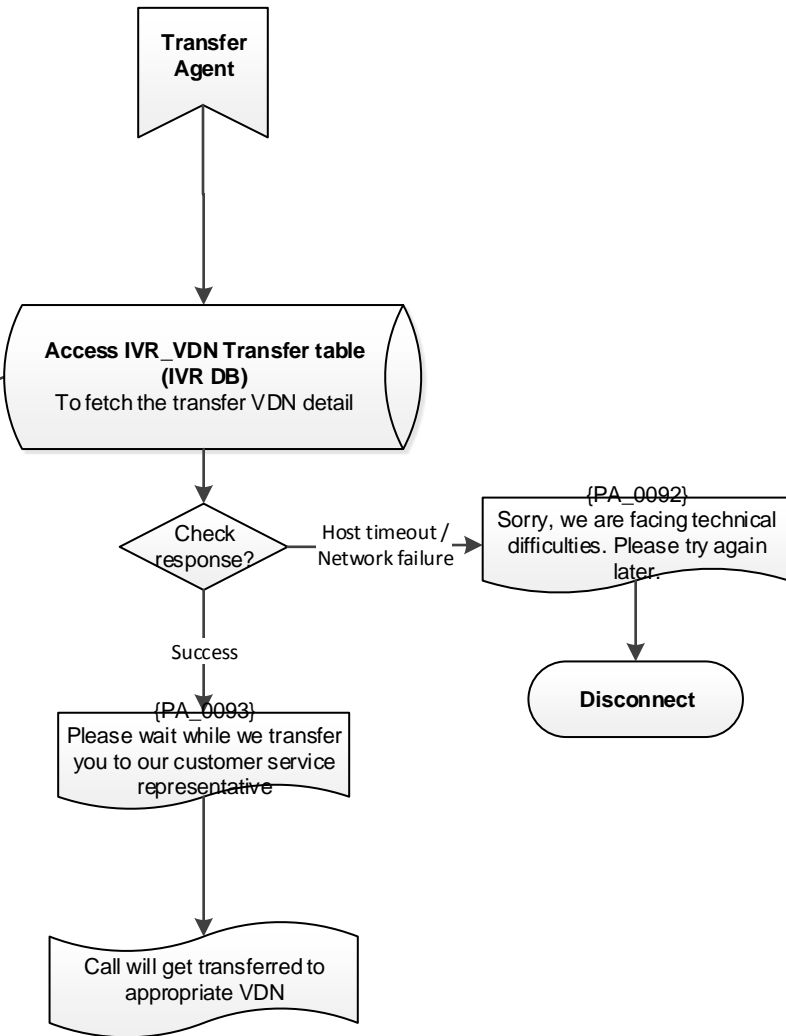 Transfer
Agent
Access IVR_VDN Transfer table
(IVR DB)
To fetch the transfer VDN detail
Check
response?
Host timeout /
Network failure
{PA_0092}
Sorry, we are facing technical
difficulties. Please try again
later.
Disconnect
Success
{PA_0093}
Please wait while we transfer
you to our customer service
representative
Call will get transferred to
appropriate VDN